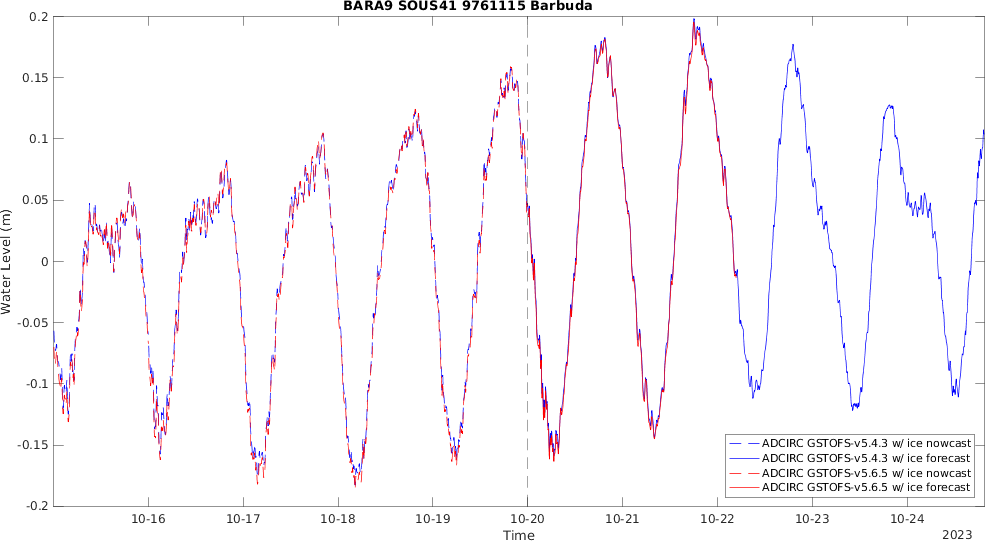 BARA9 SOUS41 9761115 Barbuda
0.2
0.15
0.1
0.05
0
-0.05
-0.1
-0.15
-0.2
Water Level (m)
ADCIRC GSTOFS-v5.4.3 w/ ice nowcast
ADCIRC GSTOFS-v5.4.3 w/ ice forecast
ADCIRC GSTOFS-v5.6.5 w/ ice nowcast
ADCIRC GSTOFS-v5.6.5 w/ ice forecast
10-16 10-17 10-18 10-19 10-20 10-21 10-22 10-23 10-24
Time
2023